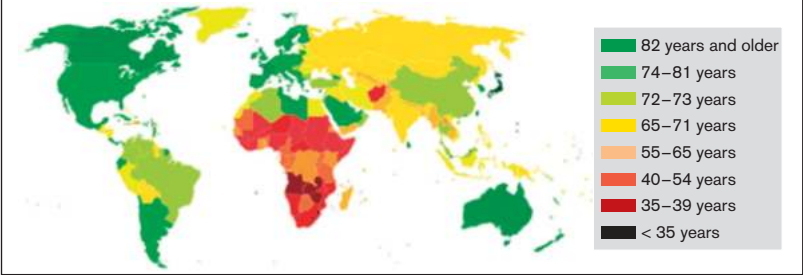 82 years and older
74–81 years
72–73 years
65–71 years
55–65 years
40–54 years
35–39 years
< 35 years